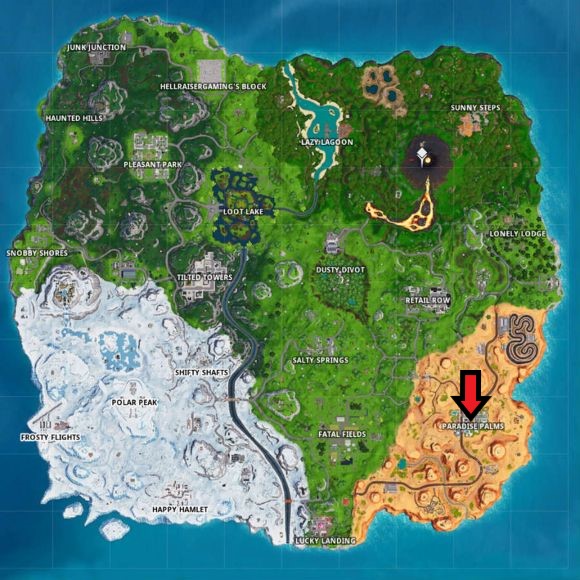 JUNK JUNCTION
HELLRAISERGAMING'S BLOCK
SUNNY STEPS
HAUNTED HILLS
LAZY LAGOON
PLEASANT PARK
LOOT LAKE
LONELY LODGE
SNOBBY SHORES
DUSTY DIVOT
TILTED TOWERS
RETAIL ROW
SALTY SPRINGS
SHIFTY SHAFTS
POLAR PEAK
PARADISE PALMS
FROSTY FLIGHTS
FATAL FIELDS
HAPPY HAMLET
LUCKY LANDING